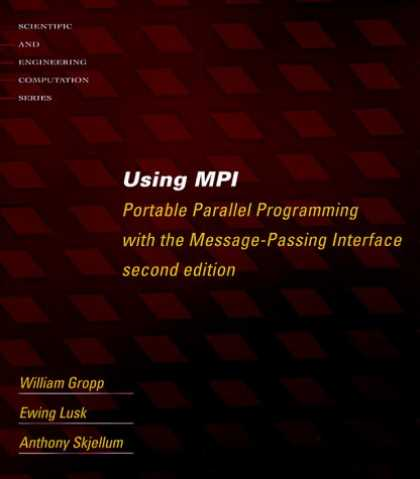 SCIENTIFIC
AND
ENGINEERING
COMPUTATION
SERIES
Using MPI
Portable Parallel Programming
with the Message-Passing Interface
second edition
William Gropp
Ewing Lusk
Anthony Skjellum